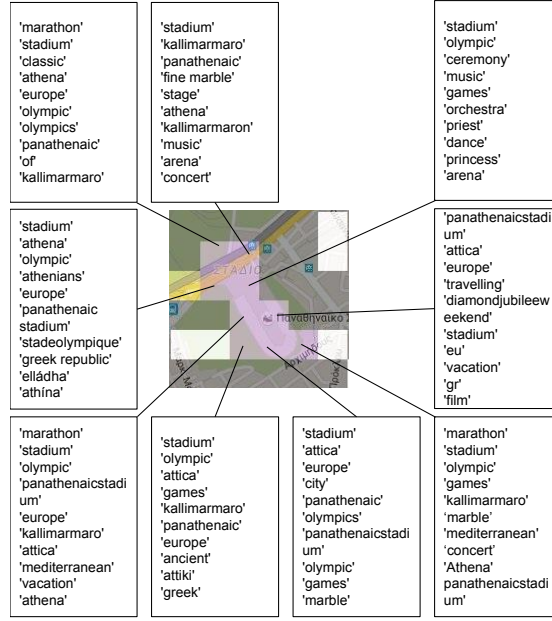 'marathon'
'stadium'
'classic'
'athena'
'europe'
'olympic'
'olympics'
'panathenaic'
'of'
'kallimarmaro'
'stadium'
'kallimarmaro'
'panathenaic'
'fine marble'
'stage'
'athena'
'kallimarmaron'
'music'
'arena'
'concert'
'stadium'
'olympic'
'ceremony'
'music'
'games'
'orchestra'
'priest'
'dance'
'princess'
'arena'
'stadium'
'athena'
'olympic'
'athenians'
'europe'
'panathenaic
stadium'
'stadeolympique'
'greek republic'
'elládha'
'athína'
ΣΤΑΔΙΟ
Παναθηναϊκό
Αρχιμήδους
'panathenaicstadi
um'
'attica'
'europe'
'travelling'
'diamondjubileew
eekend'
'stadium'
'eu'
'vacation'
'gr'
'film'
'marathon'
'stadium'
'olympic'
'panathenaicstadi
um'
'europe'
'kallimarmaro'
'attica'
'mediterranean'
'vacation'
'athena'
'stadium'
'olympic'
'attica'
'games'
'kallimarmaro'
'panathenaic'
'europe'
'ancient'
'attiki'
'greek'
'stadium'
'attica'
'europe'
'city'
'panathenaic'
'olympics'
'panathenaicstadi
um'
'olympic'
'games'
'marble'
'marathon'
'stadium'
'olympic'
'games'
'kallimarmaro'
‘marble’
'mediterranean'
‘concert’
'Athena'
panathenaicstadi
um'